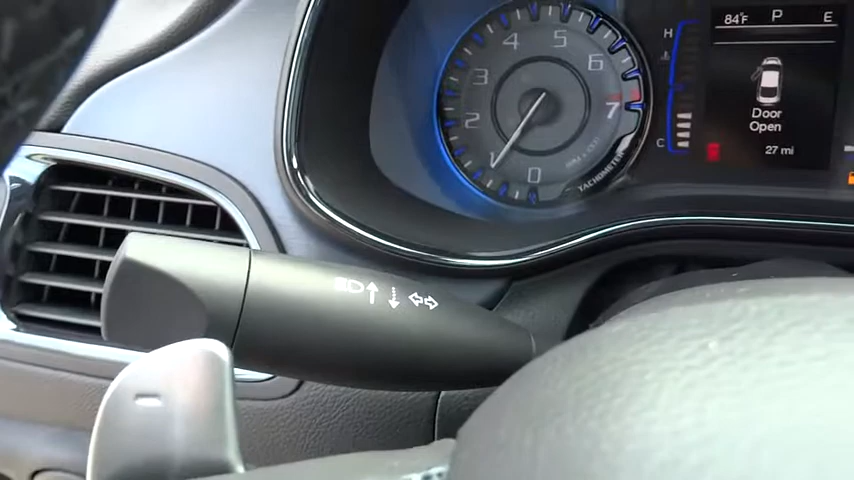 84°F P E
H
Door
Open
27 mi
C
0 1 2 3 4 5 6 7
TACHOMETER